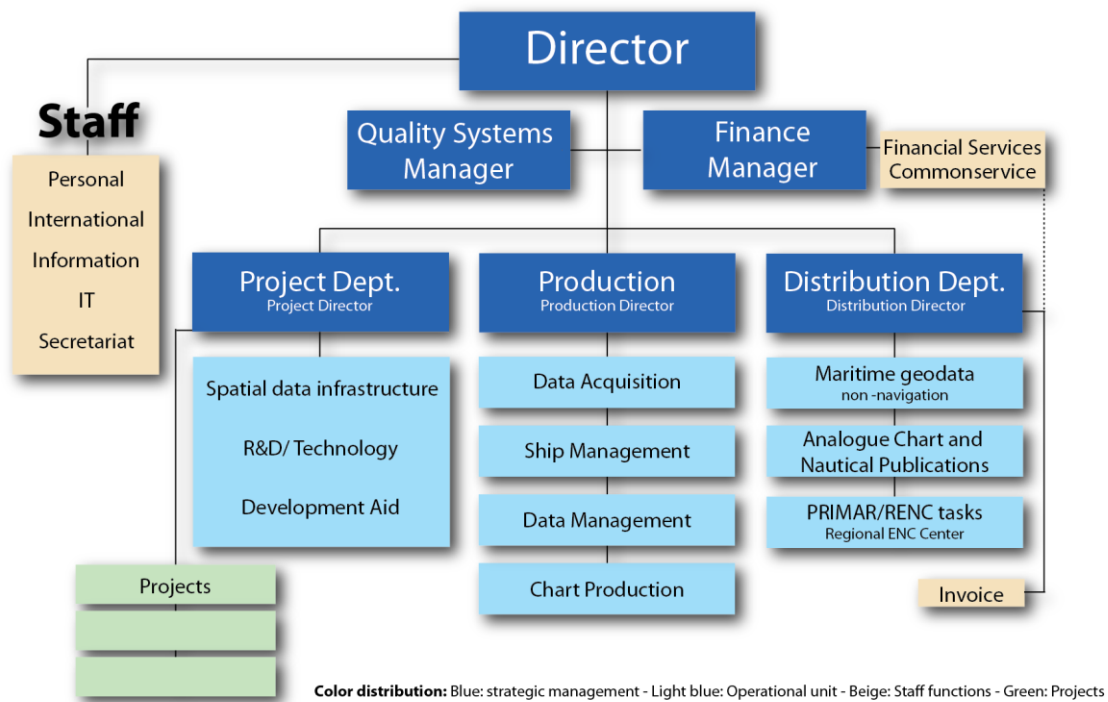 Director
Staff
Personal
International
Information
IT
Secretariat
Quality Systems
Manager
Finance
Manager
Financial Services
Commonservice
Project Dept.
Project Director
Production
Production Director
Distribution Dept.
Distribution Director
Spatial data infrastructure
R&D/ Technology
Development Aid
Data Acquisition
Ship Management
Data Management
Chart Production
Maritime geodata
non -navigation
Analogue Chart and
Nautical Publications
PRIMAR/RENC tasks
Regional ENC Center
Projects
Invoice
Color distribution: Blue: strategic management - Light blue: Operational unit - Beige: Staff functions - Green: Projects